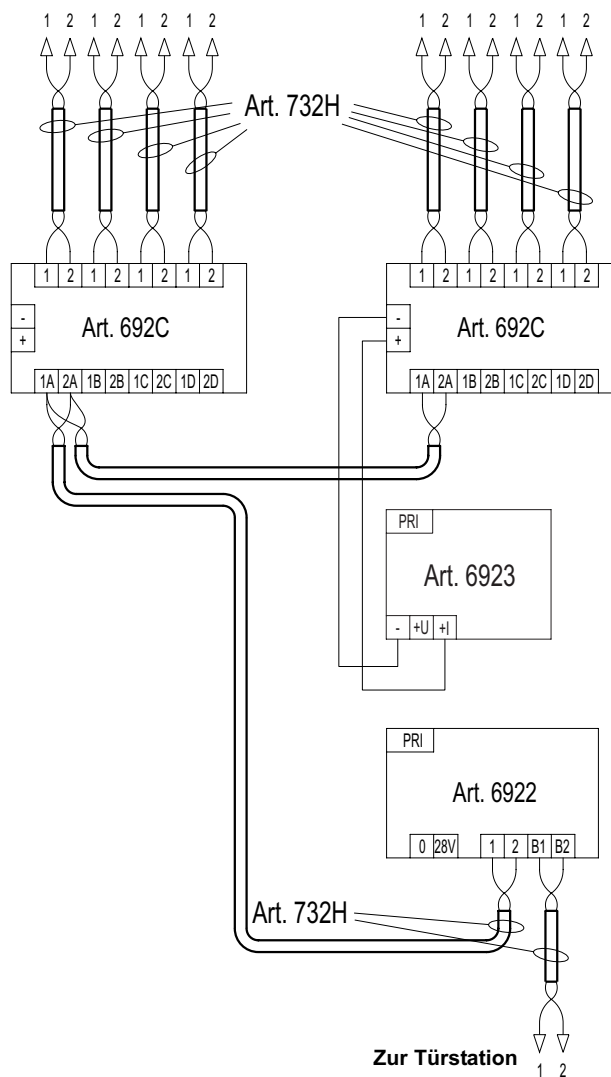 1 2 1 2 1 2 1 2 1 2 1 2 1 2 1 2
Art. 732H Art. 732H
1 2 1 2 1 2 1 2 1 2 1 2 1 2 1 2
- -
Art. 692C Art. 692C
+ +
1A 2A 1B 2B 1C 2C 1D 2D 1A 2A 1B 2B 1C 2C 1D 2D
PRI
Art. 6923
- +U +I
PRI
Art. 6922
0 28V 1 2 B1 B2
Art. 732H
Zur Türstation
1 2